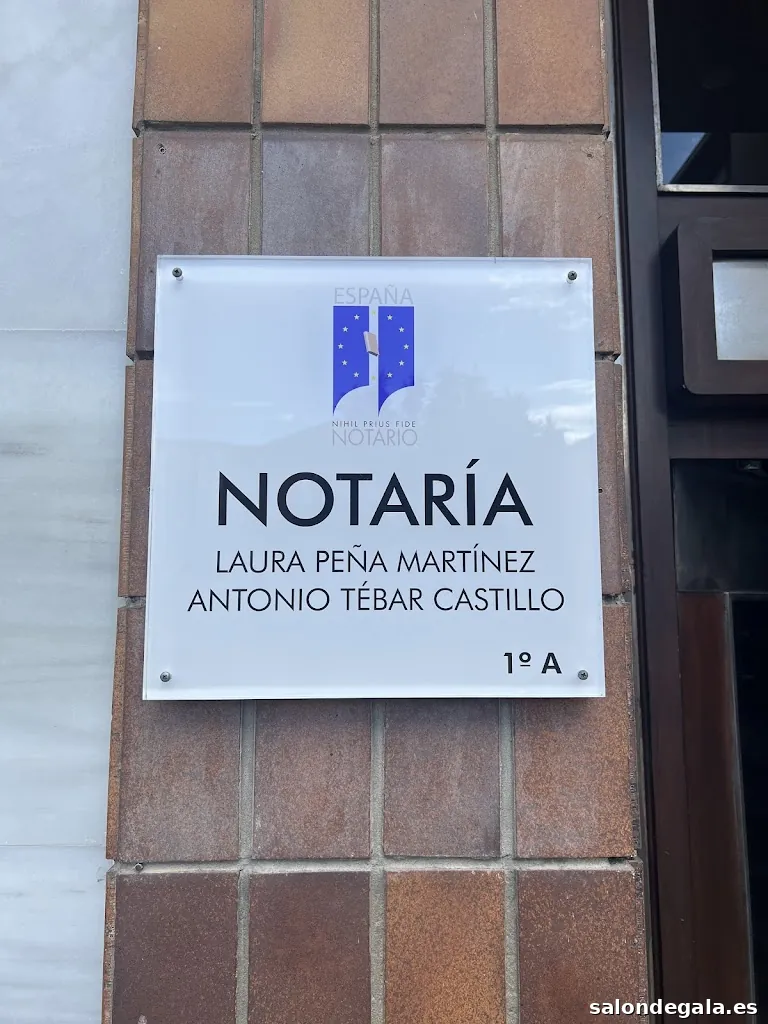 ESPAÑA
NIHIL PRIUS FIDE
NOTARIO
NOTARÍA
LAURA PEÑA MARTÍNEZ
ANTONIO TÉBAR CASTILLO
1º A
salondegala.es